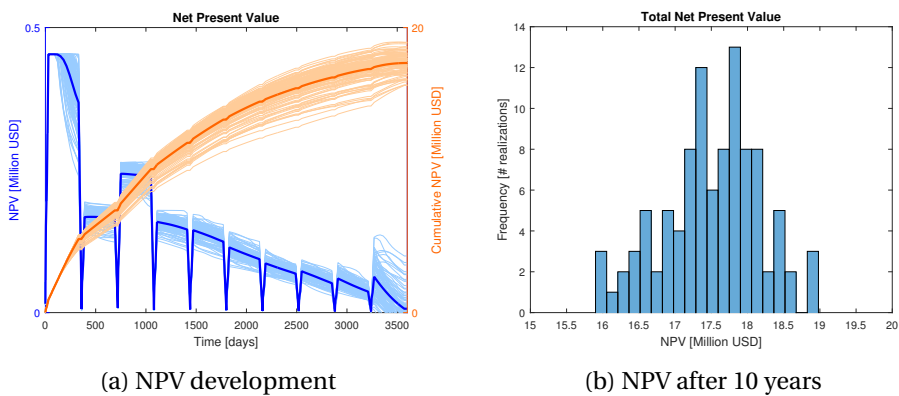 Net Present Value
NPV [Million USD]
0.5
0
0 500 1000 1500 2000 2500 3000 3500
Time [days]
20
0
Cumulative NPV [Million USD]
(a) NPV development
Total Net Present Value
Frequency [# realizations]
14
12
10
8
6
4
2
0
15 15.5 16 16.5 17 17.5 18 18.5 19 19.5 20
NPV [Million USD]
(b) NPV after 10 years